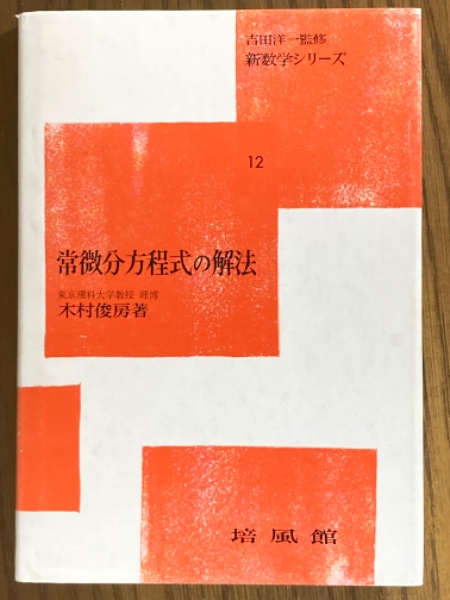 吉田洋一監修
新数学シリーズ
12
常微分方程式の解法
東京理科大学教授 理博
木村俊房著
培風館